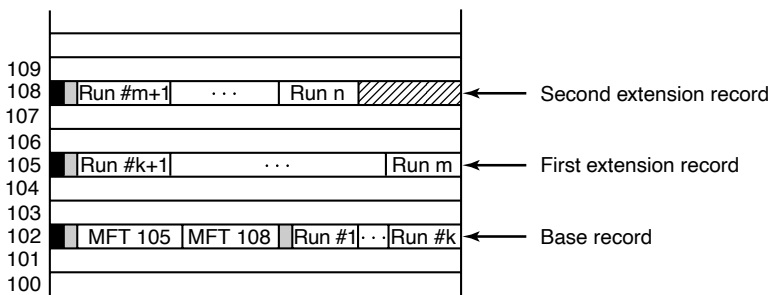 109
108 Run #m+1 · · · Run n Second extension record
107
106
105 Run #k+1 · · · Run m First extension record
104
103
102 MFT 105 MFT 108 Run #1 · · · Run #k Base record
101
100